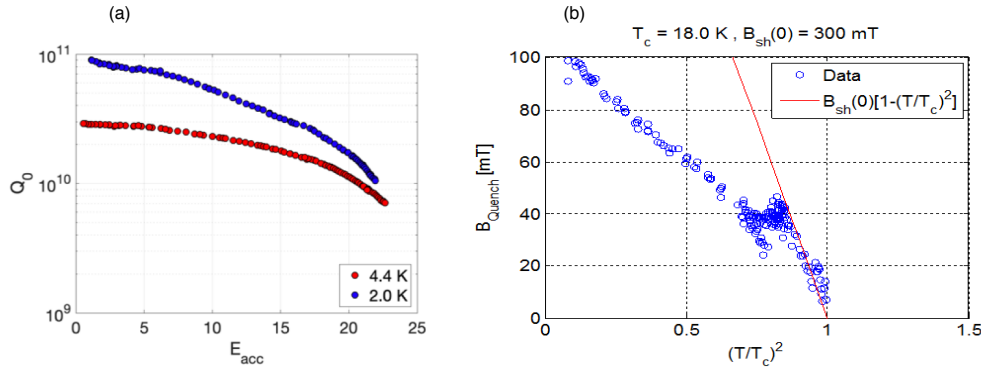 (a)
10^11
10^10
10^9
Q_0
0
5
10
15
20
25
E_acc
4.4 K
2.0 K
(b)
T_c = 18.0 K , B_sh(0) = 300 mT
100
80
60
40
20
0
B_Quench [mT]
0
0.5
1
1.5
(T/T_c)^2
Data
B_sh(0)[1-(T/T_c)^2]